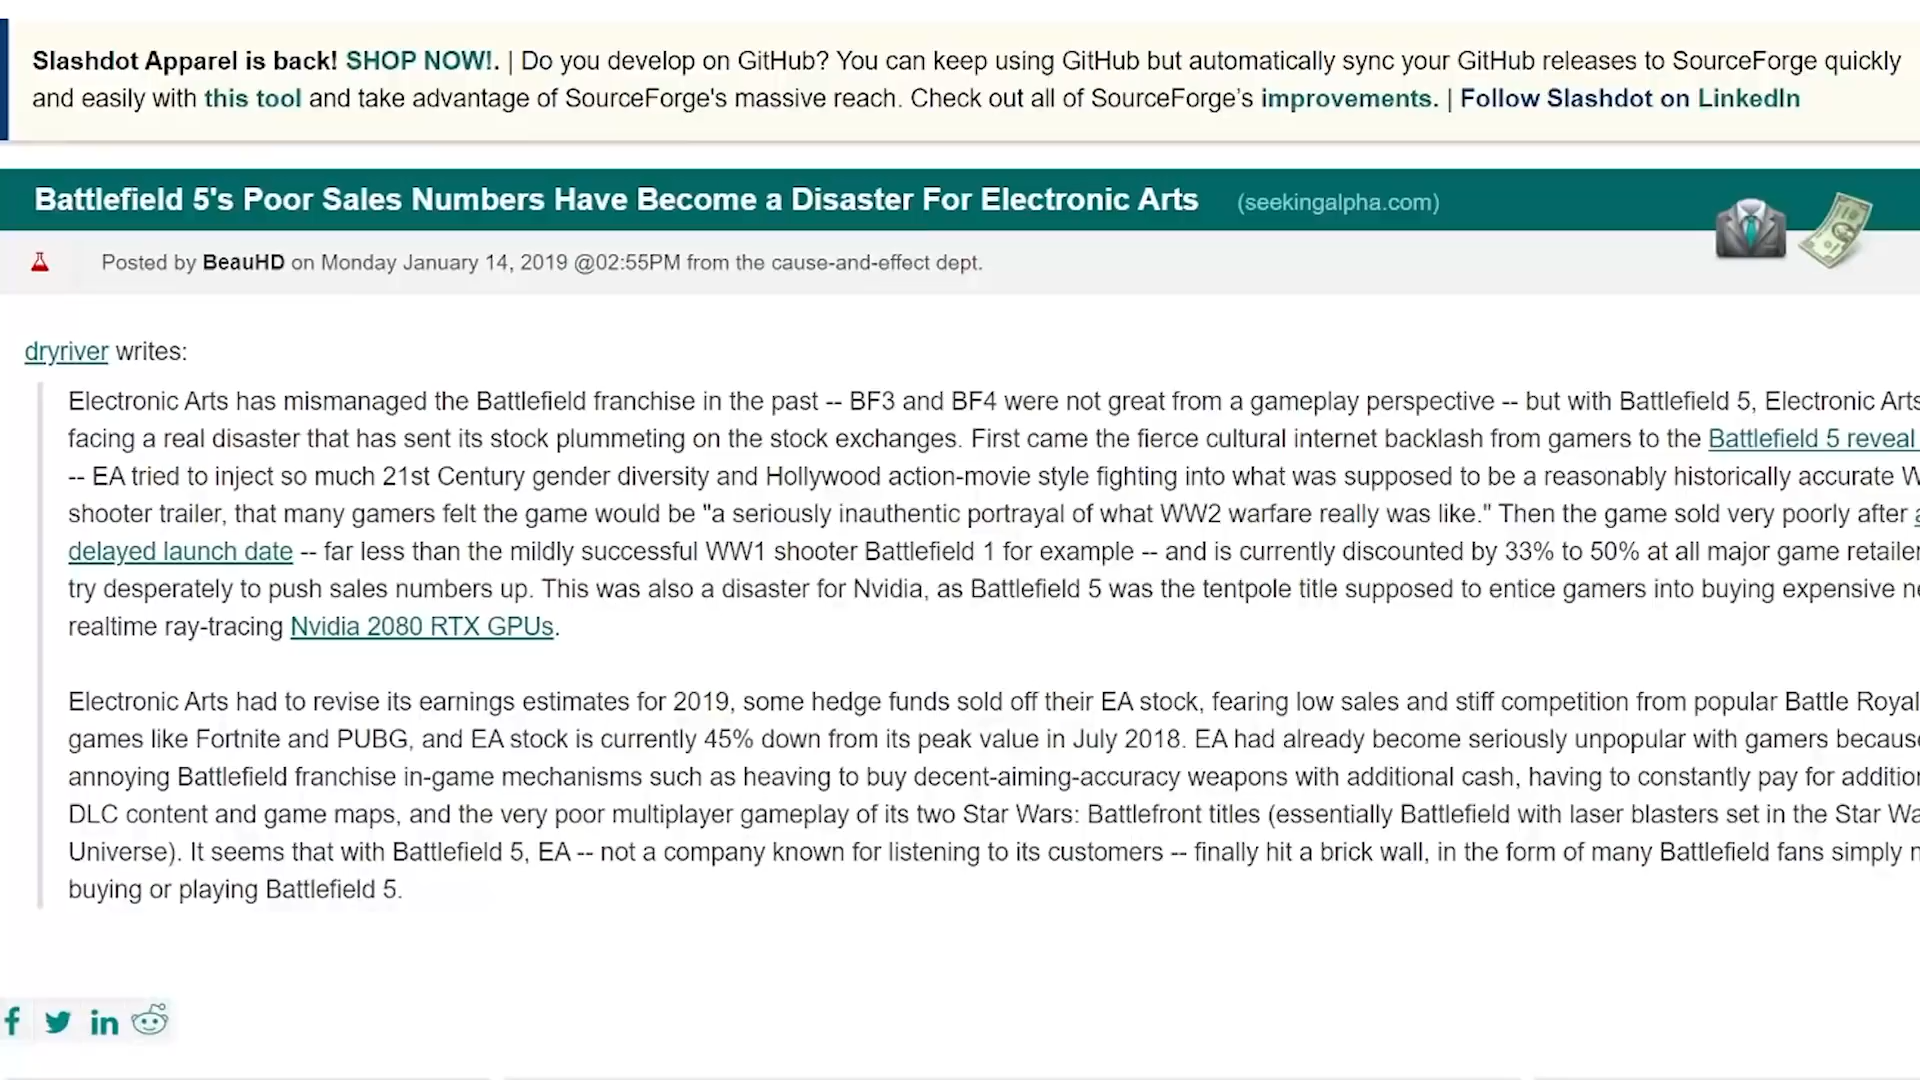 Slashdot Apparel is back! SHOP NOW!. | Do you develop on GitHub? You can keep using GitHub but automatically sync your GitHub releases to SourceForge quickly
and easily with this tool and take advantage of SourceForge's massive reach. Check out all of SourceForge’s improvements. | Follow Slashdot on LinkedIn
Battlefield 5's Poor Sales Numbers Have Become a Disaster For Electronic Arts (seekingalpha.com)
Posted by BeauHD on Monday January 14, 2019 @02:55PM from the cause-and-effect dept.
dryriver writes:
Electronic Arts has mismanaged the Battlefield franchise in the past -- BF3 and BF4 were not great from a gameplay perspective -- but with Battlefield 5, Electronic Arts
facing a real disaster that has sent its stock plummeting on the stock exchanges. First came the fierce cultural internet backlash from gamers to the Battlefield 5 reveal
-- EA tried to inject so much 21st Century gender diversity and Hollywood action-movie style fighting into what was supposed to be a reasonably historically accurate
shooter trailer, that many gamers felt the game would be "a seriously inauthentic portrayal of what WW2 warfare really was like." Then the game sold very poorly after
delayed launch date -- far less than the mildly successful WW1 shooter Battlefield 1 for example -- and is currently discounted by 33% to 50% at all major game
try desperately to push sales numbers up. This was also a disaster for Nvidia, as Battlefield 5 was the tentpole title supposed to entice gamers into buying expensive
realtime ray-tracing Nvidia 2080 RTX GPUs.
Electronic Arts had to revise its earnings estimates for 2019, some hedge funds sold off their EA stock, fearing low sales and stiff competition from popular Battle
games like Fortnite and PUBG, and EA stock is currently 45% down from its peak value in July 2018. EA had already become seriously unpopular with gamers
annoying Battlefield franchise in-game mechanisms such as heaving to buy decent-aiming-accuracy weapons with additional cash, having to constantly pay for
DLC content and game maps, and the very poor multiplayer gameplay of its two Star Wars: Battlefront titles (essentially Battlefield with laser blasters set in the Star
Universe). It seems that with Battlefield 5, EA -- not a company known for listening to its customers -- finally hit a brick wall, in the form of many Battlefield fans simply
buying or playing Battlefield 5.